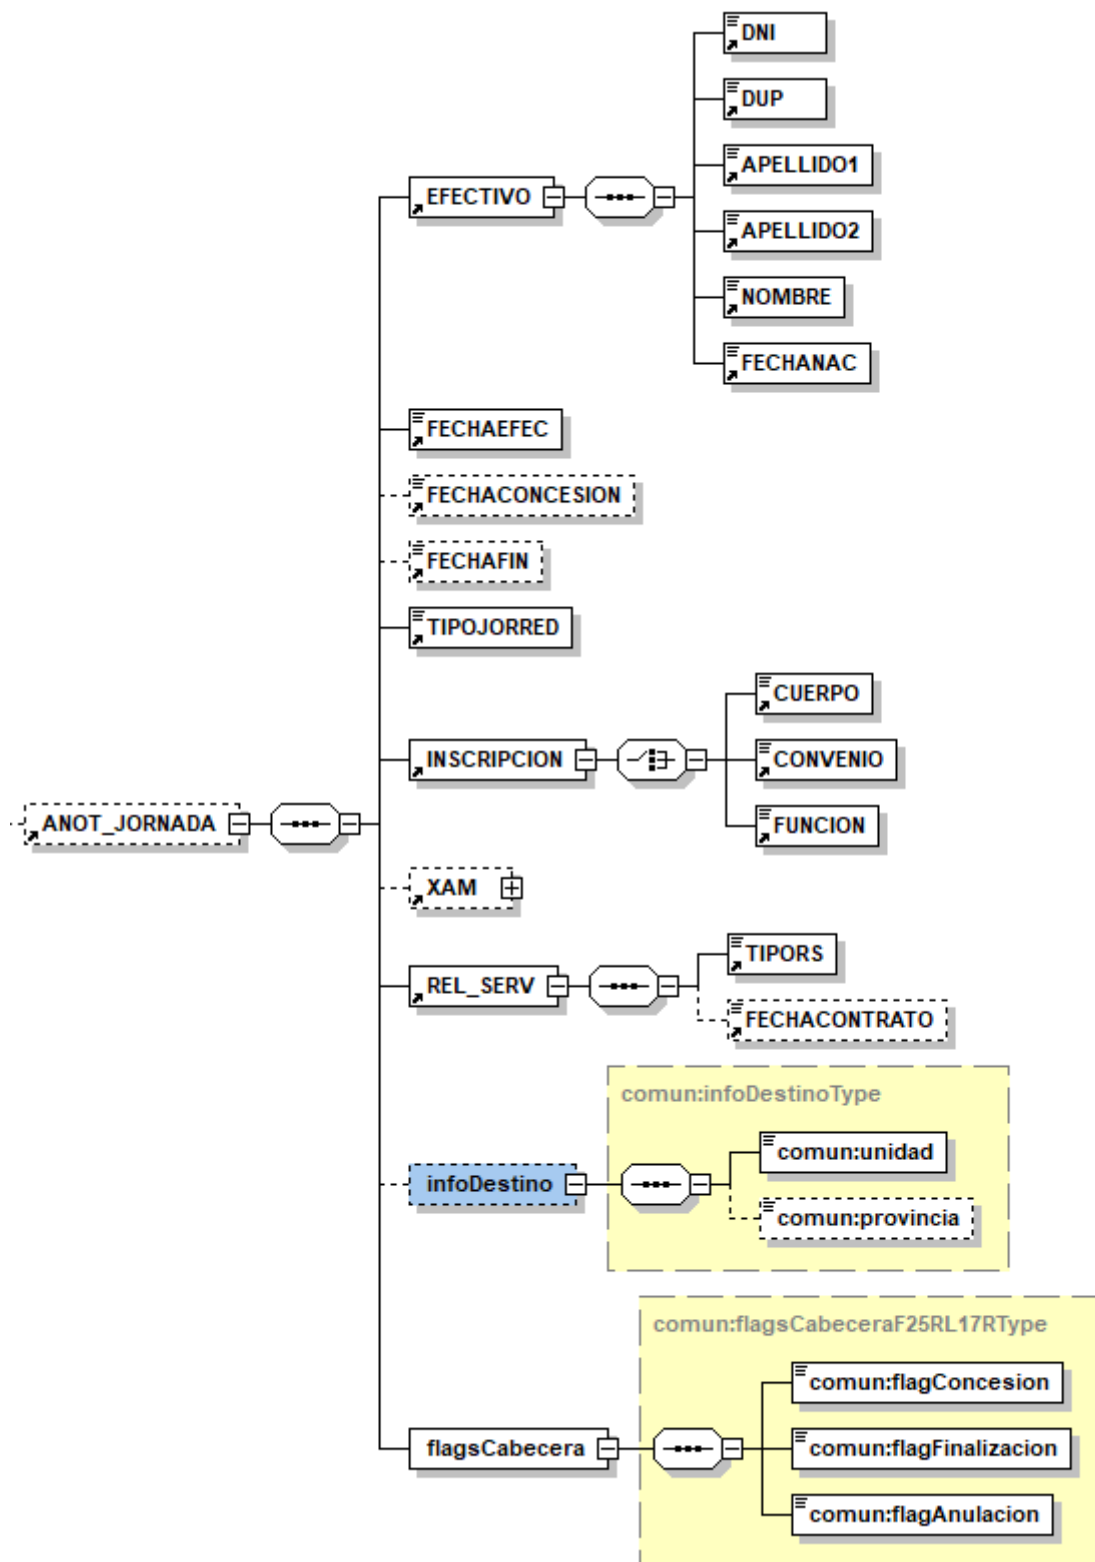 DNI
DUP
APELLIDO1
EFECTIVO
APELLIDO2
NOMBRE
FECHANAC
FECHAEFEC
FECHACONCESION
FECHAFIN
TIPOJORRED
CUERPO
INSCRIPCION
CONVENIO
FUNCION
ANOT_JORNADA
XAM
TIPORS
REL_SERV
FECHACONTRATO
comun:infoDestinoType
comun:unidad
infoDestino
comun:provincia
comun:flagsCabeceraF25RL17RType
comun:flagConcesion
flagsCabecera
comun:flagFinalizacion
comun:flagAnulacion